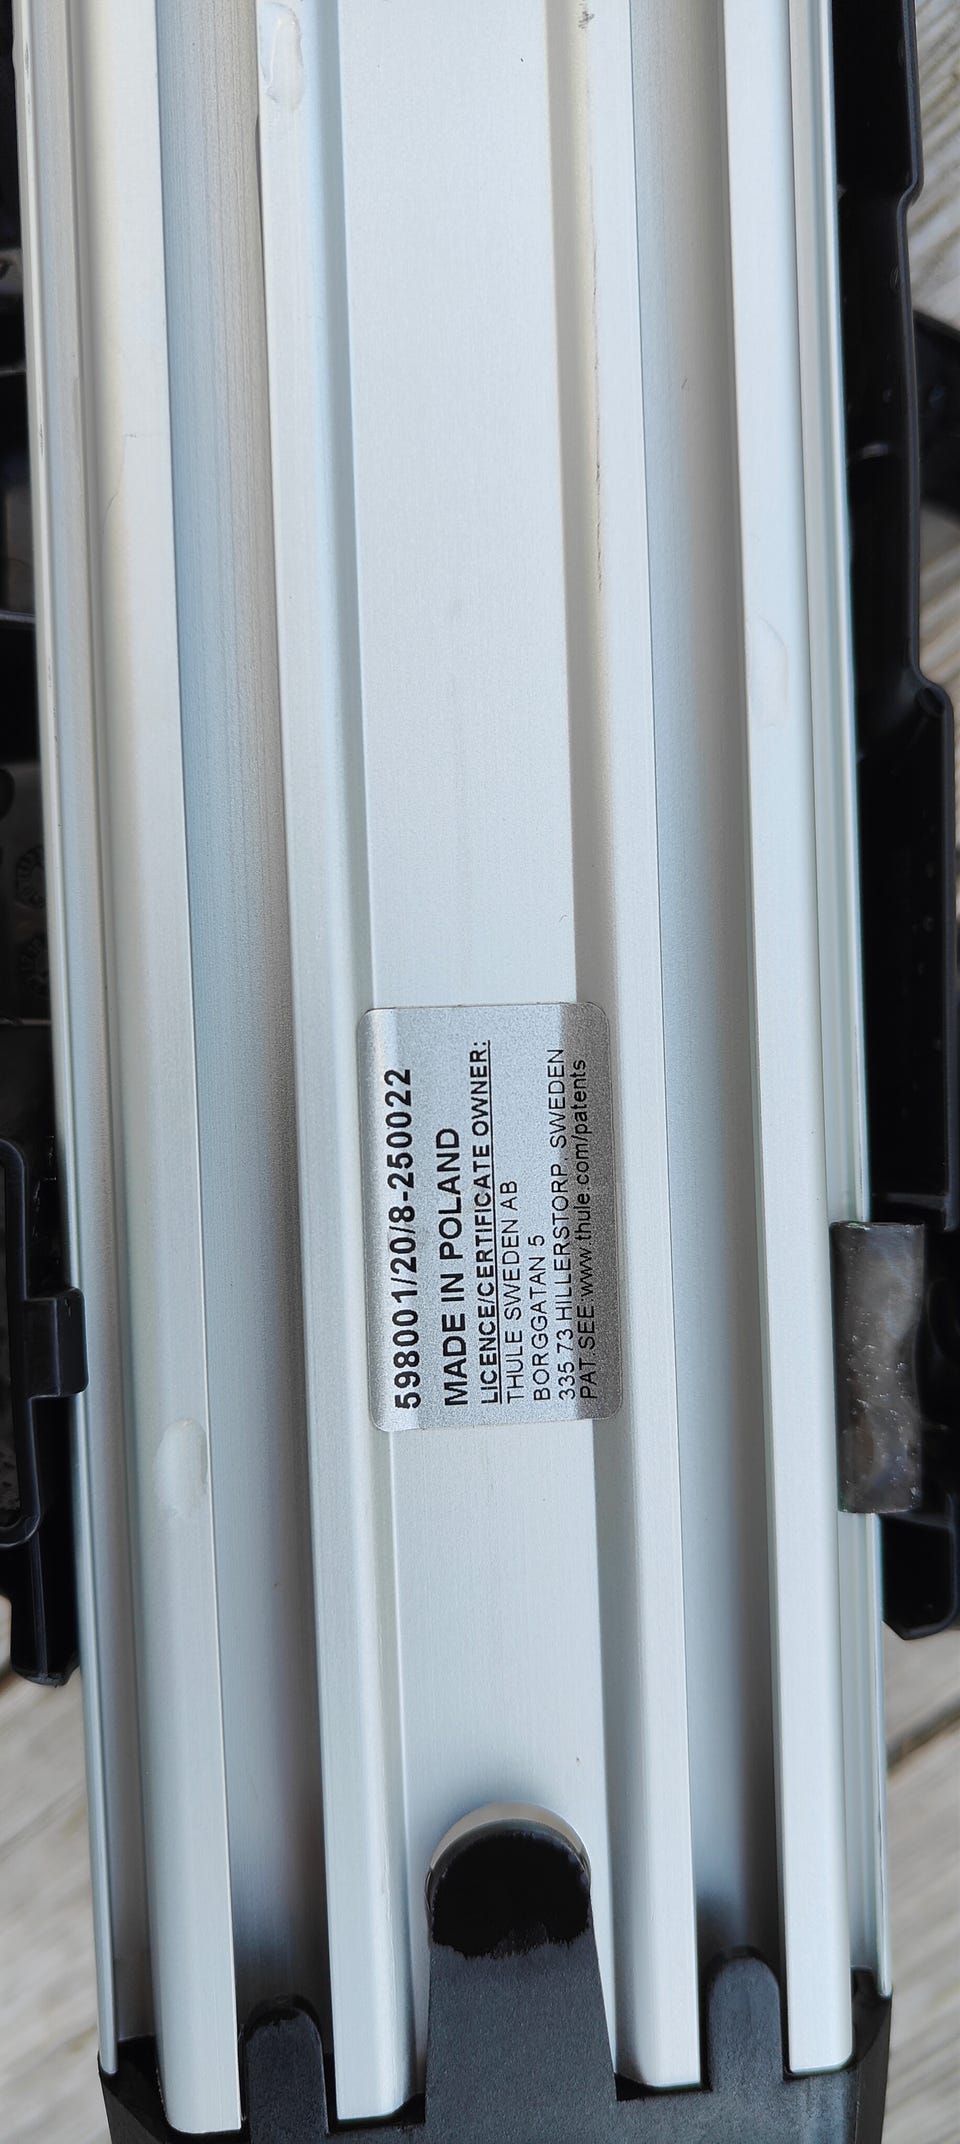 598001/20/8-250022
MADE IN POLAND
LICENCE/CERTIFICATE OWNER:
THULE SWEDEN AB
BORGGATAN 5
335 73 HILLERSTORP, SWEDEN
PAT.SEE:www.thule.com/patents